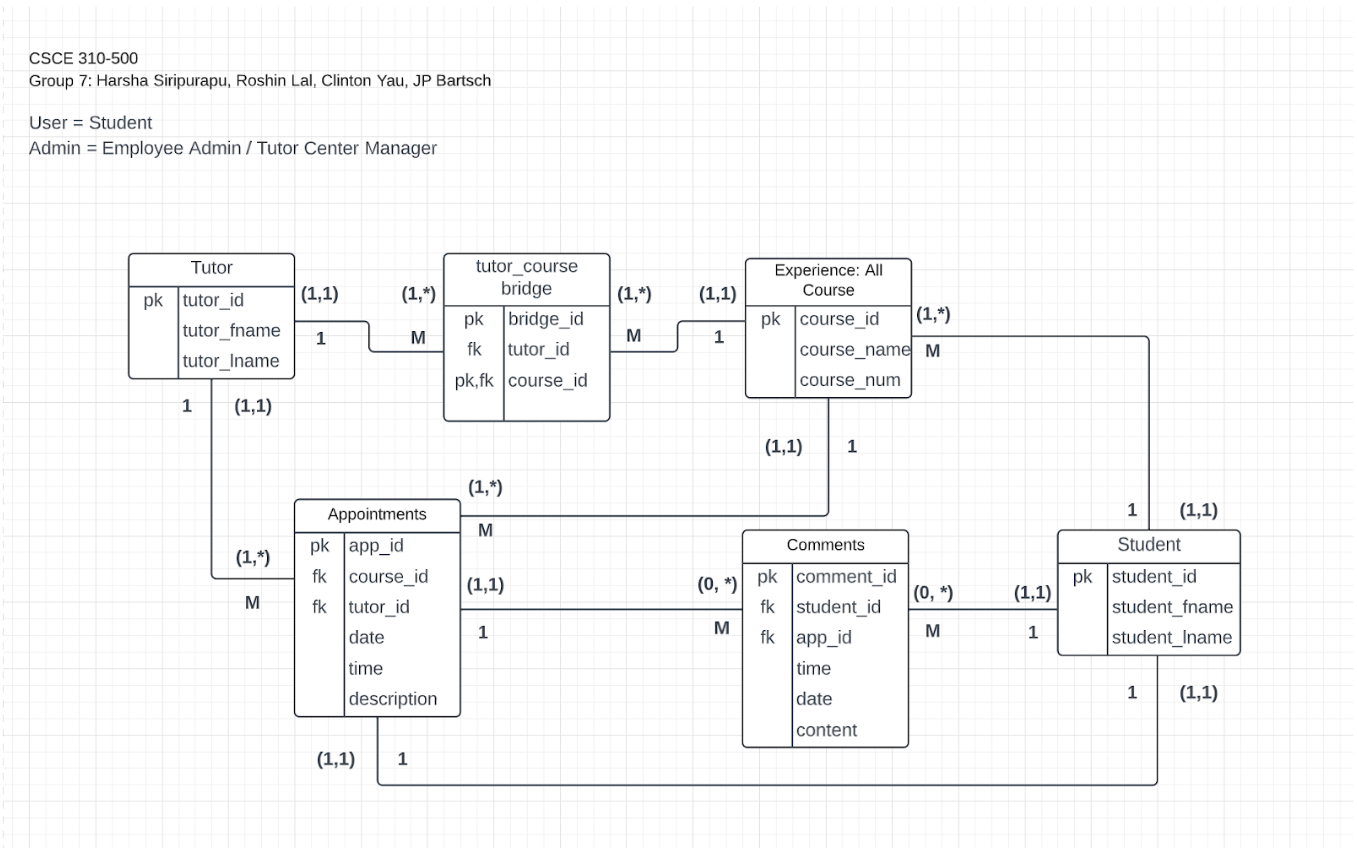 CSCE 310-500
Group 7: Harsha Siripurapu, Roshin Lal, Clinton Yau, JP Bartsch
User = Student
Admin = Employee Admin / Tutor Center Manager
Tutor
pk tutor_id
tutor_fname
tutor_lname
(1,1)
1
(1,*)
M
tutor_course
bridge
pk bridge_id
fk tutor_id
pk,fk course_id
(1,*)
M
(1,1)
1
Experience: All
Course
pk course_id
course_name
course_num
(1,*)
M
1 (1,1)
(1,1) 1
(1,*)
M
(1,*)
M
Appointments
pk app_id
fk course_id
fk tutor_id
date
time
description
(1,1)
1
(0, *)
M
Comments
pk comment_id
fk student_id
fk app_id
time
date
content
(0, *)
M
(1,1)
1
1 (1,1)
Student
pk student_id
student_fname
student_lname
1 (1,1)
(1,1) 1